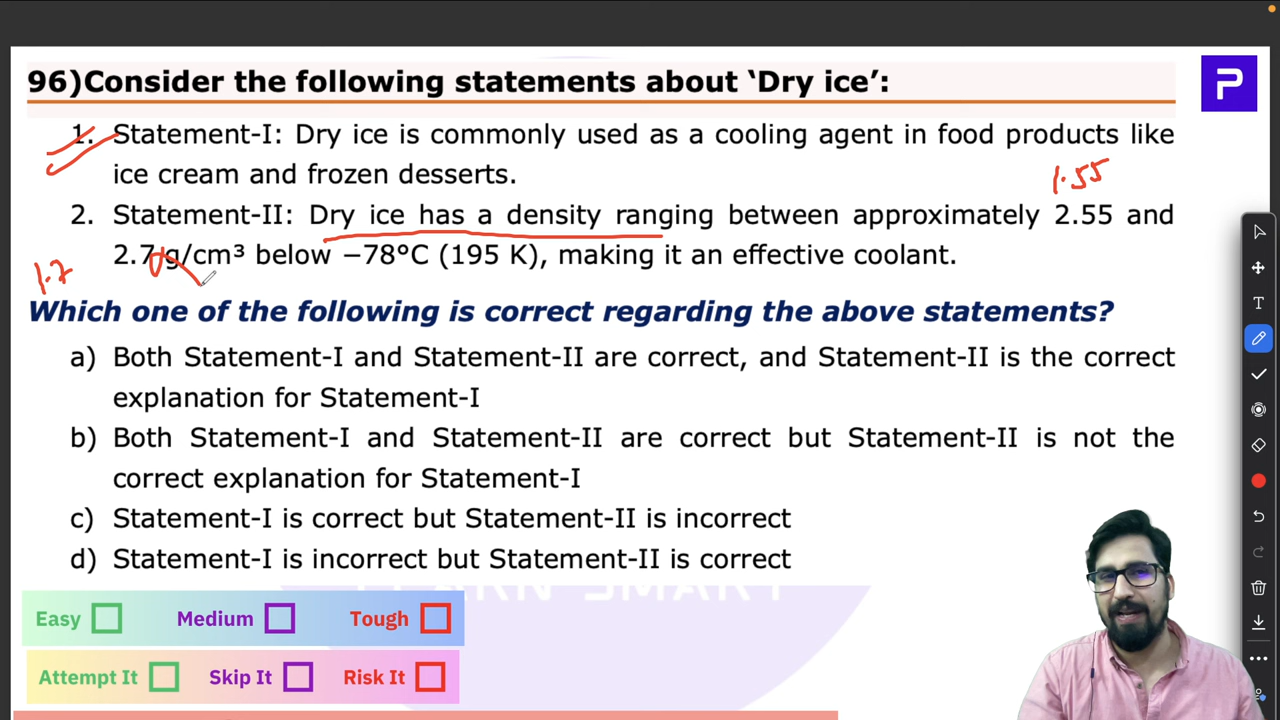 96)Consider the following statements about ‘Dry ice’:
1. Statement-I: Dry ice is commonly used as a cooling agent in food products like
ice cream and frozen desserts.
1.55
2. Statement-II: Dry ice has a density ranging between approximately 2.55 and
2.7 g/cm³ below −78°C (195 K), making it an effective coolant.
1.7
Which one of the following is correct regarding the above statements?
a) Both Statement-I and Statement-II are correct, and Statement-II is the correct
explanation for Statement-I
b) Both Statement-I and Statement-II are correct but Statement-II is not the
correct explanation for Statement-I
c) Statement-I is correct but Statement-II is incorrect
d) Statement-I is incorrect but Statement-II is correct
LEARN SMART
Easy Medium Tough
Attempt It Skip It Risk It